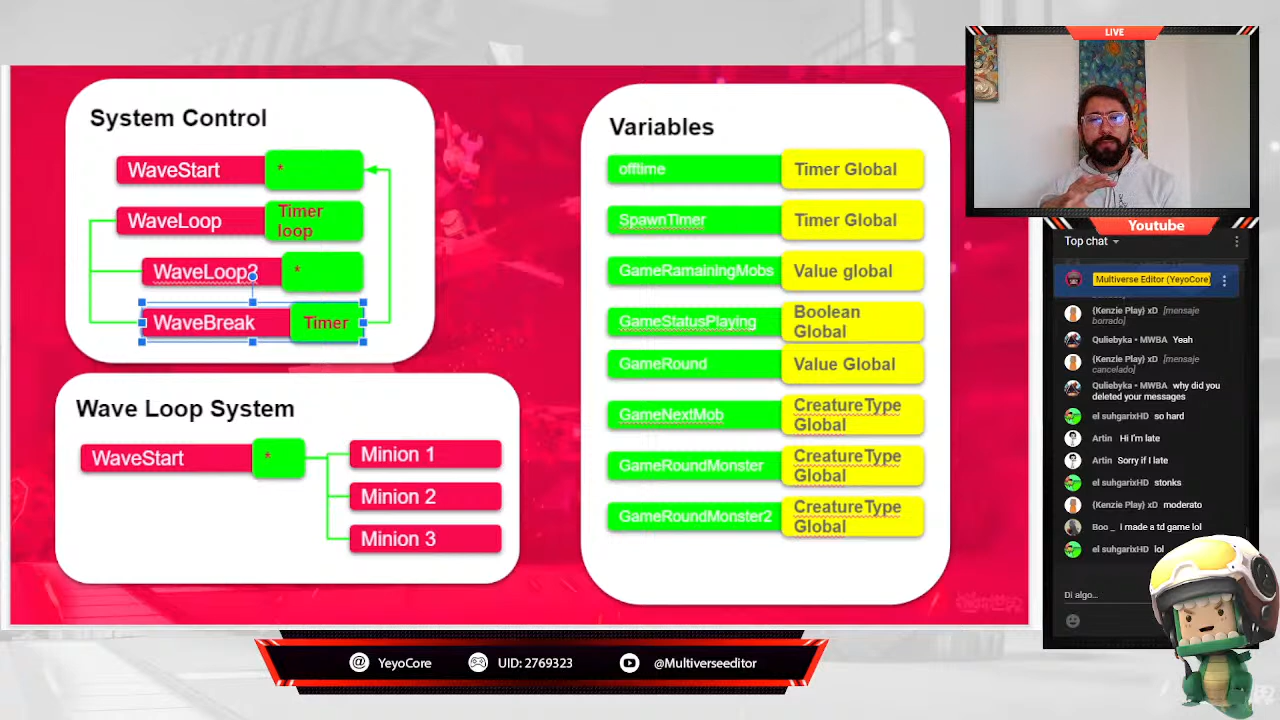 System Control
WaveStart *
WaveLoop Timer
loop
WaveLoop2 *
WaveBreak Timer
Wave Loop System
WaveStart *
Minion 1
Minion 2
Minion 3
Variables
offtime Timer Global
SpawnTimer Timer Global
GameRamainingMobs Value global
GameStatusPlaying Boolean
Global
GameRound Value Global
GameNextMob CreatureType
Global
GameRoundMonster CreatureType
Global
GameRoundMonster2 CreatureType
Global
LIVE
Youtube
Top chat
Multiverse Editor (YeyoCore)
{Kenzie Play} xD [mensaje
borrado]
Quliebyka - MWBA Yeah
{Kenzie Play} xD [mensaje
cancelado]
Quliebyka - MWBA why did you
deleted your messages
el suhgarixHD so hard
Artin Hi I'm late
Artin Sorry if I late
el suhgarixHD stonks
{Kenzie Play} xD moderato
Boo _ i made a td game lol
el suhgarixHD lol
Di algo...
YeyoCore
UID: 2769323
@Multiverseeditor